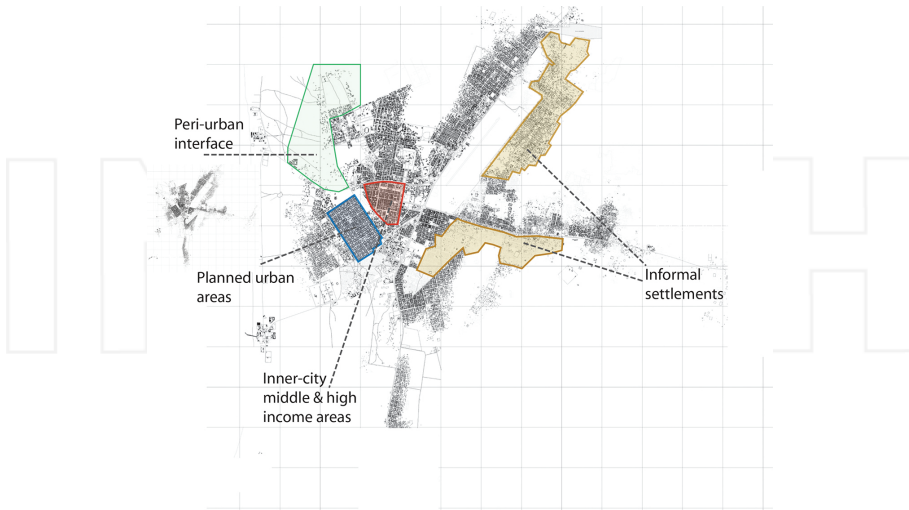 Peri-urban
interface
Planned urban
areas
Informal
settlements
Inner-city
middle & high
income areas